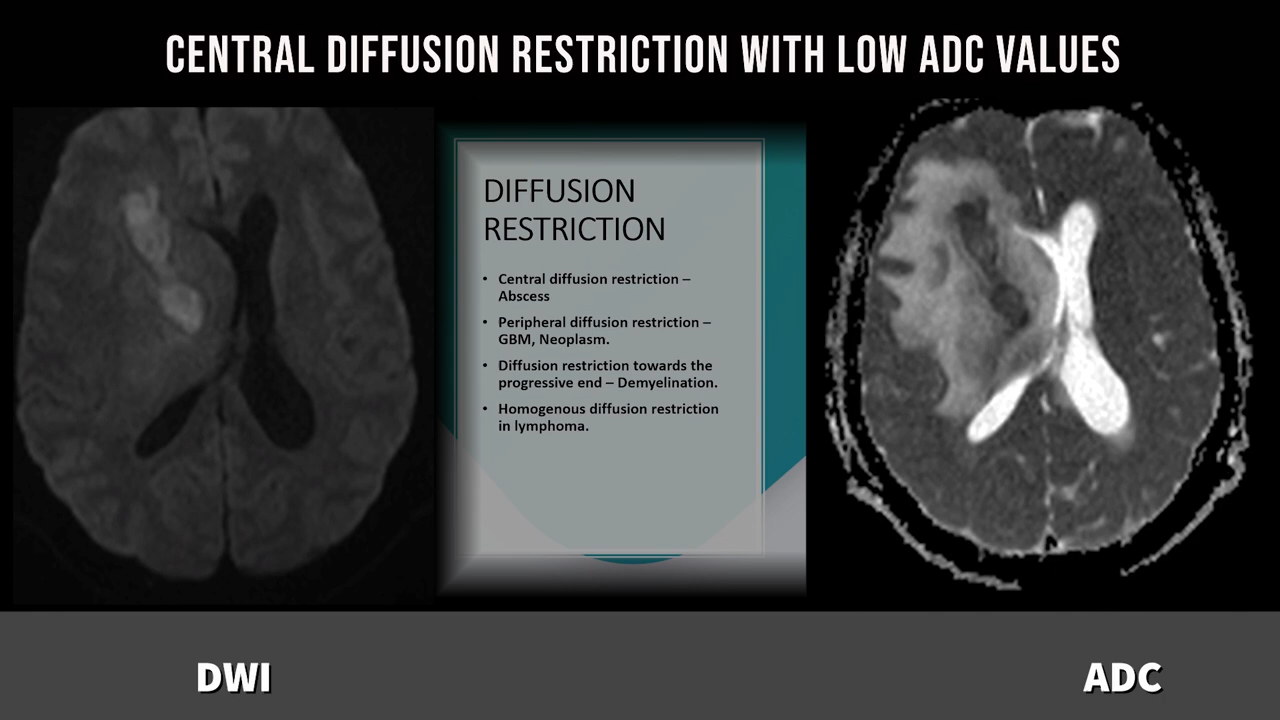 CENTRAL DIFFUSION RESTRICTION WITH LOW ADC VALUES
DIFFUSION
RESTRICTION
• Central diffusion restriction –
Abscess
• Peripheral diffusion restriction –
GBM, Neoplasm.
• Diffusion restriction towards the
progressive end – Demyelination.
• Homogenous diffusion restriction
in lymphoma.
DWI
ADC